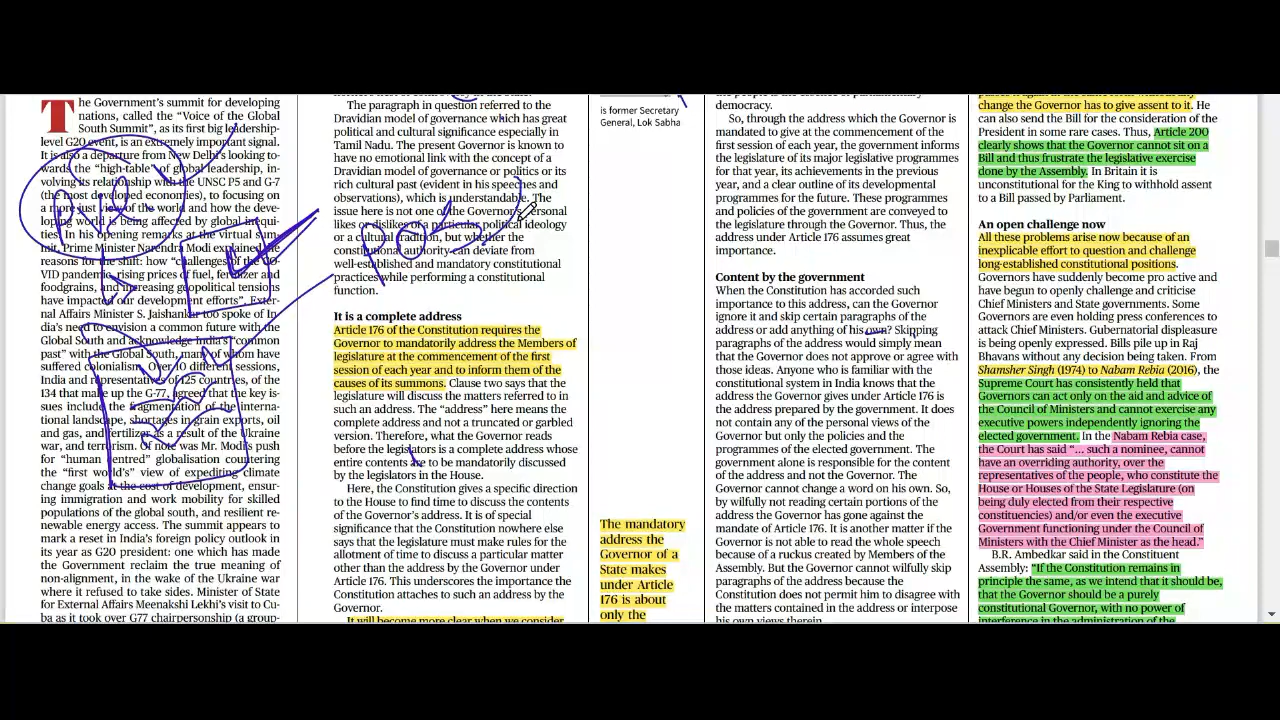 The Government's summit for developing
nations, called the “Voice of the Global
South Summit”, as its first big leadership-
level G20 event, is an extremely important signal.
It is also a departure from New Delhi's looking to-
wards the “high-table” of global leadership, in-
volving its relationship with the UNSC P5 and G-7
(the most developed economies), to focusing on
a more just view of the world and how the deve-
loping world is being affected by global inequi-
ties. In his opening remarks at the virtual sum-
mit, Prime Minister Narendra Modi explained the
reasons for the shift: how “challenges of the CO-
VID pandemic, rising prices of fuel, fertilizer and
foodgrains, and increasing geopolitical tensions
have impacted our development efforts”. Exter-
nal Affairs Minister S. Jaishankar too spoke of In-
dia's need to envision a common future with the
Global South and acknowledge India's “common
past” with the Global South, many of whom have
suffered colonialism. Over 10 different sessions,
India and representatives of 125 countries, of the
134 that make up the G-77, agreed that the key is-
sues include the fragmentation of the interna-
tional landscape, shortages in grain exports, oil
and gas, and fertilizer as a result of the Ukraine
war, and terrorism. Of note was Mr. Modi's push
for “human centred” globalisation countering
the “first world's” view of expediting climate
change goals at the cost of development, ensur-
ing immigration and work mobility for skilled
populations of the global south, and resilient re-
newable energy access. The summit appears to
mark a reset in India's foreign policy outlook in
its year as G20 president: one which has made
the Government reclaim the true meaning of
non-alignment, in the wake of the Ukraine war
where it refused to take sides. Minister of State
for External Affairs Meenakshi Lekhi's visit to Cu-
ba as it took over G77 chairpersonship (a group-
The paragraph in question referred to the
Dravidian model of governance which has great
political and cultural significance especially in
Tamil Nadu. The present Governor is known to
have no emotional link with the concept of a
Dravidian model of governance or politics or its
rich cultural past (evident in his speeches and
observations), which is understandable. The
issue here is not one of the Governor's personal
likes or dislikes of a particular political ideology
or a cultural tradition, but whether the
constitutional authority can deviate from
well-established and mandatory constitutional
practices while performing a constitutional
function.
It is a complete address
Article 176 of the Constitution requires the
Governor to mandatorily address the Members of
legislature at the commencement of the first
session of each year and to inform them of the
causes of its summons. Clause two says that the
legislature will discuss the matters referred to in
such an address. The “address” here means the
complete address and not a truncated or garbled
version. Therefore, what the Governor reads
before the legislators is a complete address whose
entire contents are to be mandatorily discussed
by the legislators in the House.
Here, the Constitution gives a specific direction
to the House to find time to discuss the contents
of the Governor's address. It is of special
significance that the Constitution nowhere else
says that the legislature must make rules for the
allotment of time to discuss a particular matter
other than the address by the Governor under
Article 176. This underscores the importance the
Constitution attaches to such an address by the
Governor.
It will become more clear when we consider
is former Secretary
General, Lok Sabha
The mandatory
address the
Governor of a
State makes
under Article
176 is about
only the
democracy.
So, through the address which the Governor is
mandated to give at the commencement of the
first session of each year, the government informs
the legislature of its major legislative programmes
for that year, its achievements in the previous
year, and a clear outline of its developmental
programmes for the future. These programmes
and policies of the government are conveyed to
the legislature through the Governor. Thus, the
address under Article 176 assumes great
importance.
Content by the government
When the Constitution has accorded such
importance to this address, can the Governor
ignore it and skip certain paragraphs of the
address or add anything of his own? Skipping
paragraphs of the address would simply mean
that the Governor does not approve or agree with
those ideas. Anyone who is familiar with the
constitutional system in India knows that the
address the Governor gives under Article 176 is
the address prepared by the government. It does
not contain any of the personal views of the
Governor but only the policies and the
programmes of the elected government. The
government alone is responsible for the content
of the address and not the Governor. The
Governor cannot change a word on his own. So,
by wilfully not reading certain portions of the
address the Governor has gone against the
mandate of Article 176. It is another matter if the
Governor is not able to read the whole speech
because of a ruckus created by Members of the
Assembly. But the Governor cannot wilfully skip
paragraphs of the address because the
Constitution does not permit him to disagree with
the matters contained in the address or interpose
his own views therein.
change the Governor has to give assent to it. He
can also send the Bill for the consideration of the
President in some rare cases. Thus, Article 200
clearly shows that the Governor cannot sit on a
Bill and thus frustrate the legislative exercise
done by the Assembly. In Britain it is
unconstitutional for the King to withhold assent
to a Bill passed by Parliament.
An open challenge now
All these problems arise now because of an
inexplicable effort to question and challenge
long-established constitutional positions.
Governors have suddenly become pro active and
have begun to openly challenge and criticise
Chief Ministers and State governments. Some
Governors are even holding press conferences to
attack Chief Ministers. Gubernatorial displeasure
is being openly expressed. Bills pile up in Raj
Bhavans without any decision being taken. From
Shamsher Singh (1974) to Nabam Rebia (2016), the
Supreme Court has consistently held that
Governors can act only on the aid and advice of
the Council of Ministers and cannot exercise any
executive powers independently ignoring the
elected government. In the Nabam Rebia case,
the Court has said “... such a nominee, cannot
have an overriding authority, over the
representatives of the people, who constitute the
House or Houses of the State Legislature (on
being duly elected from their respective
constituencies) and/or even the executive
Government functioning under the Council of
Ministers with the Chief Minister as the head.”
B.R. Ambedkar said in the Constituent
Assembly: “If the Constitution remains in
principle the same, as we intend that it should be,
that the Governor should be a purely
constitutional Governor, with no power of
interference in the administration of the